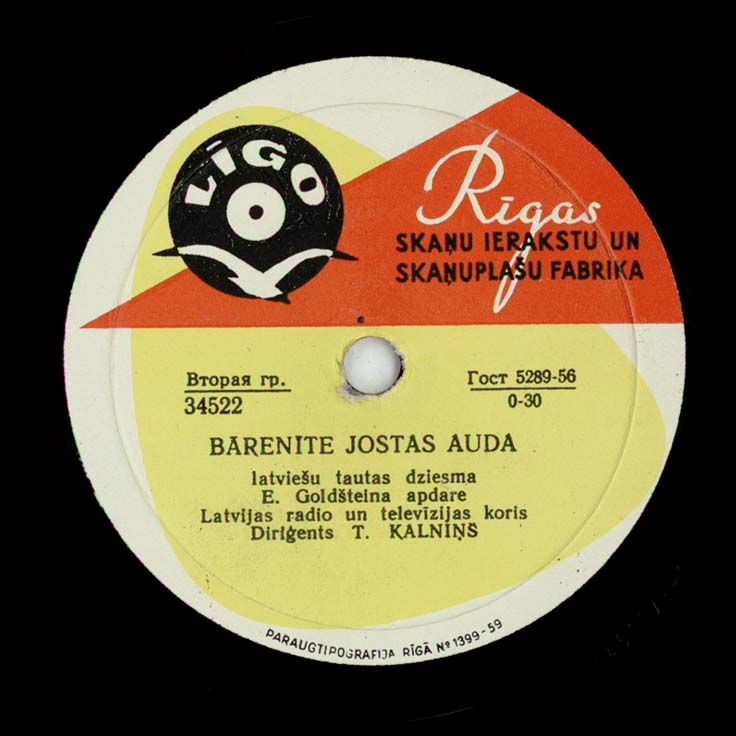 LĪGO
Rīgas
SKAŅU IERAKSTU UN
SKAŅUPLAŠU FABRIKA
Вторая гр.
34522
Гост 5289-56
0-30
BĀRENĪTE JOSTAS AUDA
latviešu tautas dziesma
E. Goldšteina apdare
Latvijas radio un televīzijas koris
Diriģents T. KALNIŅŠ
PARAUGTIPOGRAFIJA RĪGĀ Nº 1399-59